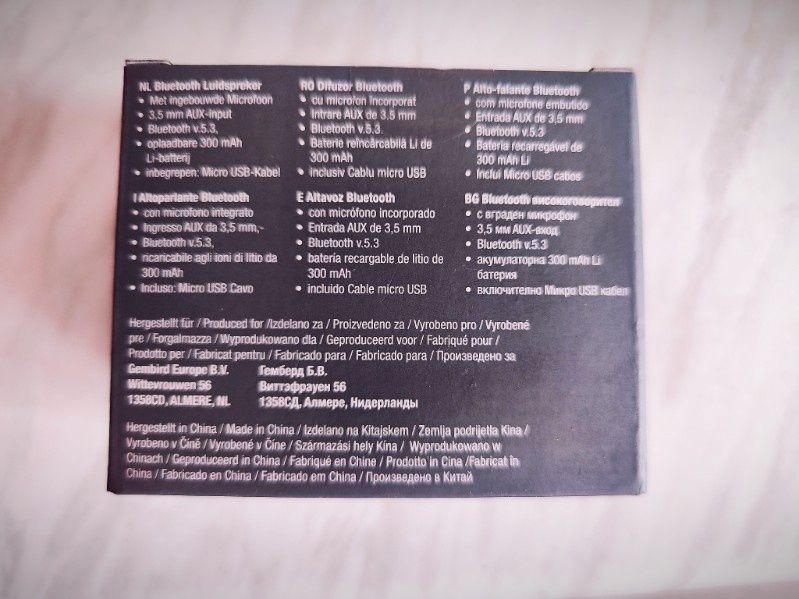 NL Bluetooth Luidspreker
• Met ingebouwde Microfoon
• 3,5 mm AUX-input
• Bluetooth v.5.3,
• oplaadbare 300 mAh
Li-batterij
• inbegrepen: Micro USB-Kabel
RO Difuzor Bluetooth
• cu microfon incorporat
• Intrare AUX de 3,5 mm
• Bluetooth v.5.3.
• Baterie reîncărcabilă Li de
300 mAh
• inclusiv Cablu micro USB
P Alto-falante Bluetooth
• com microfone embutido
• Entrada AUX de 3,5 mm
• Bluetooth v.5.3
• Bateria recarregável de
300 mAh Li
• Inclui Micro USB cabos
I Altoparlante Bluetooth
• con microfono integrato
• Ingresso AUX da 3,5 mm,-
• Bluetooth v.5.3,
• ricaricabile agli ioni di litio da
300 mAh
• Incluso: Micro USB Cavo
E Altavoz Bluetooth
• con micrófono incorporado
• Entrada AUX de 3,5 mm
• Bluetooth v.5.3
• batería recargable de litio de
300 mAh
• incluido Cable micro USB
BG Bluetooth високоговорител
• с вграден микрофон
• 3,5 мм AUX-вход
• Bluetooth v.5.3
• акумулаторна 300 mAh Li
батерия
• включително Микро USB кабел
Hergestellt für / Produced for /Izdelano za / Proizvedeno za / Vyrobeno pro / Vyrobené
pre / Forgalmazza / Wyprodukowano dla / Geproduceerd voor / Fabriqué pour /
Prodotto per / Fabricat pentru / Fabricado para / Fabricado para / Произведено за
Gembird Europe B.V.
Wittevrouwen 56
1358CD, ALMERE, NL
Гемберд Б.В.
Виттэфрауен 56
1358СД, Алмере, Нидерланды
Hergestellt in China / Made in China / Izdelano na Kitajskem / Zemlja podrijetla Kina /
Vyrobeno v Číně / Vyrobené v Číne / Származási hely Kína / Wyprodukowano w
Chinach / Geproduceerd in China / Fabriqué en Chine / Prodotto in Cina /Fabricat în
China / Fabricado en China / Fabricado em China / Произведено в Китай